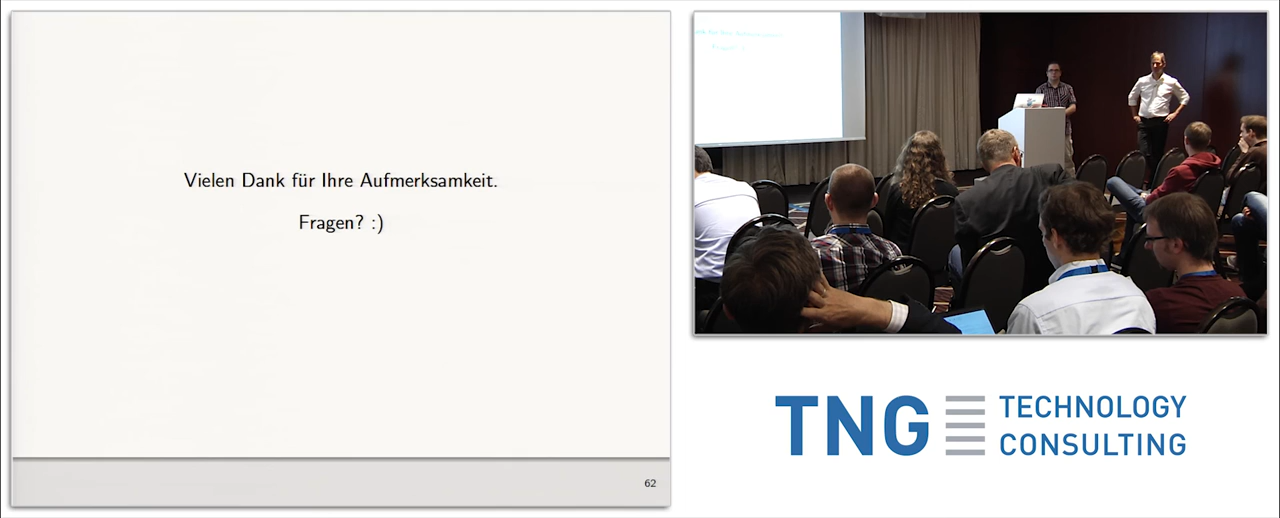 Vielen Dank für Ihre Aufmerksamkeit.
Fragen? :)
62
TNG TECHNOLOGY
CONSULTING